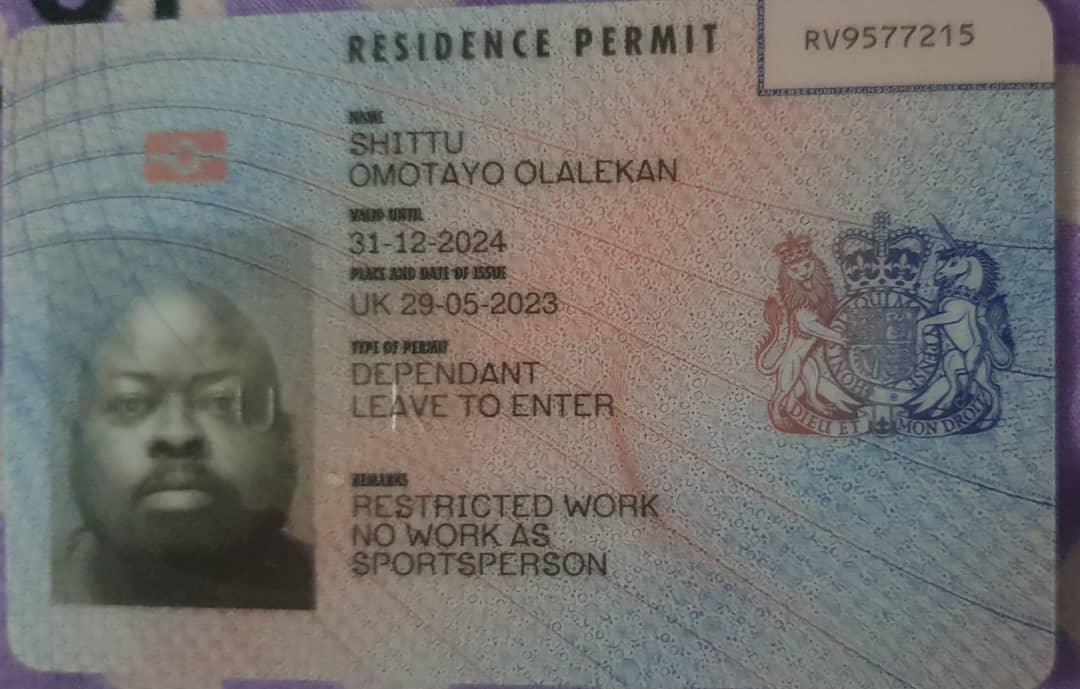 RESIDENCE PERMIT
RV9577215
NAME
SHITTU
OMOTAYO OLALEKAN
VALID UNTIL
31-12-2024
PLACE AND DATE OF ISSUE
UK 29-05-2023
TYPE OF PERMIT
DEPENDANT
LEAVE TO ENTER
REMARKS
RESTRICTED WORK
NO WORK AS
SPORTSPERSON
DIEU ET MON DROIT